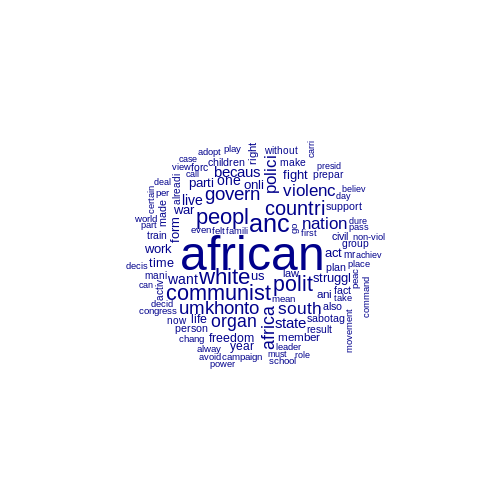 adopt play right without carri
case children make presid
viewforc becaus polici fight prepar
call
deal alreadi parti one onli believ
certain per made live govern violenc day
world war form peopl anc countri nation support
part dure
train even felt famili go first civil pass non-viol
work african act group
time white us law mr achiev
decis mani want polit struggl plan place
can activ communist mean ani fact peac
decid umkhonto africa south also take command
congress now life organ state sabotag
person result
chang freedom member movement
alway year leader
avoid campaign must role
power school